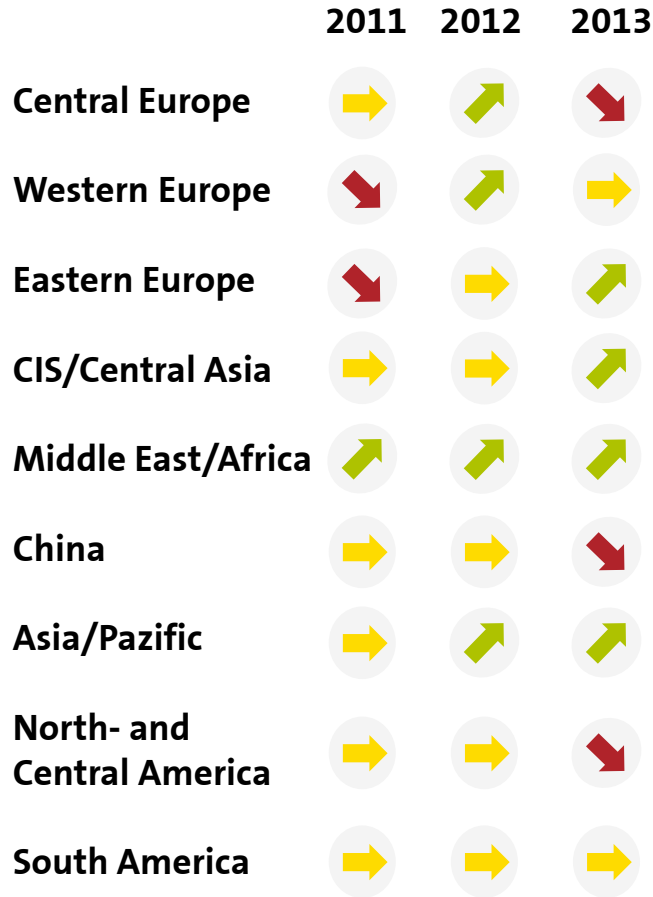 2011 2012 2013
Central Europe
Western Europe
Eastern Europe
CIS/Central Asia
Middle East/Africa
China
Asia/Pazific
North- and
Central America
South America